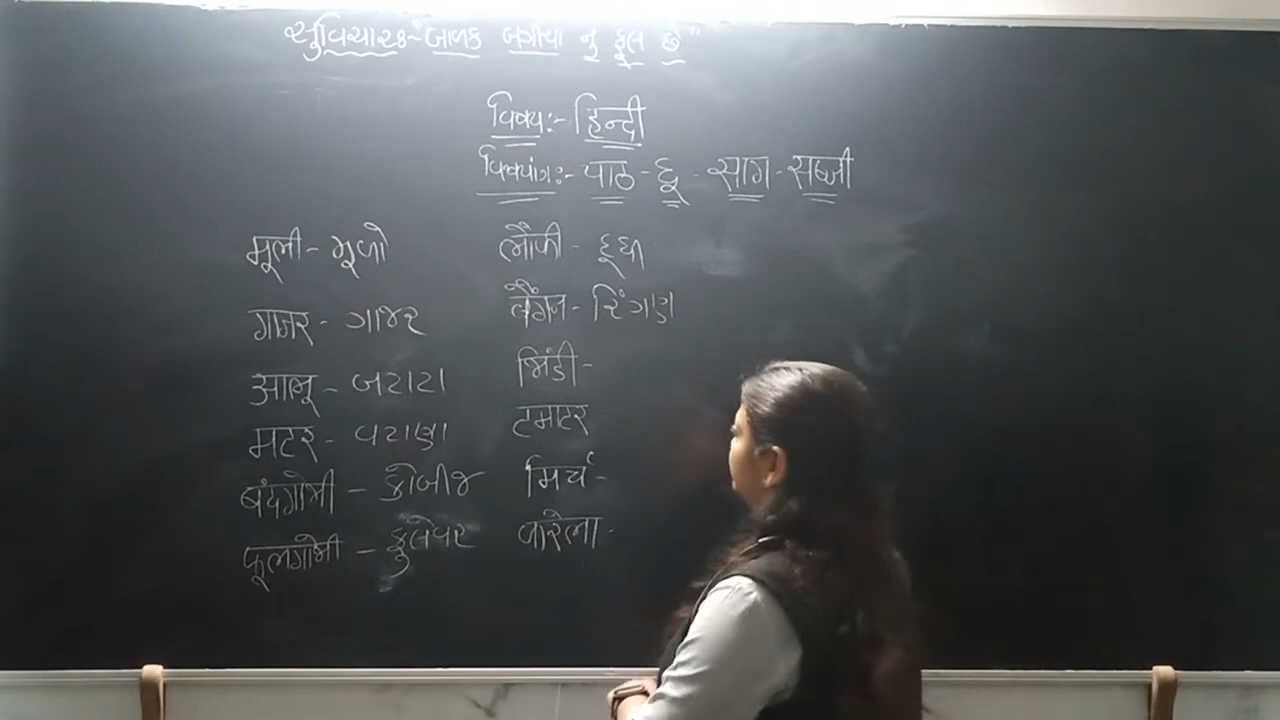 સુવિચારઃ- "બાળક બગીચા નુ ફૂલ છે"
विषय:- हिन्दी
विषयांग:- पाठ - ६ - साग - सब्जी
मूली - મૂળો
गाजर - ગાજર
आलू - બટાટા
मटर - વટાણા
बंदगोभी - કોબીજ
फूलगोभी - ફુલેવર
लौकी - દૂધી
बैंगन - રિંગણ
भिंडी -
टमाटर
मिर्च -
करेला -